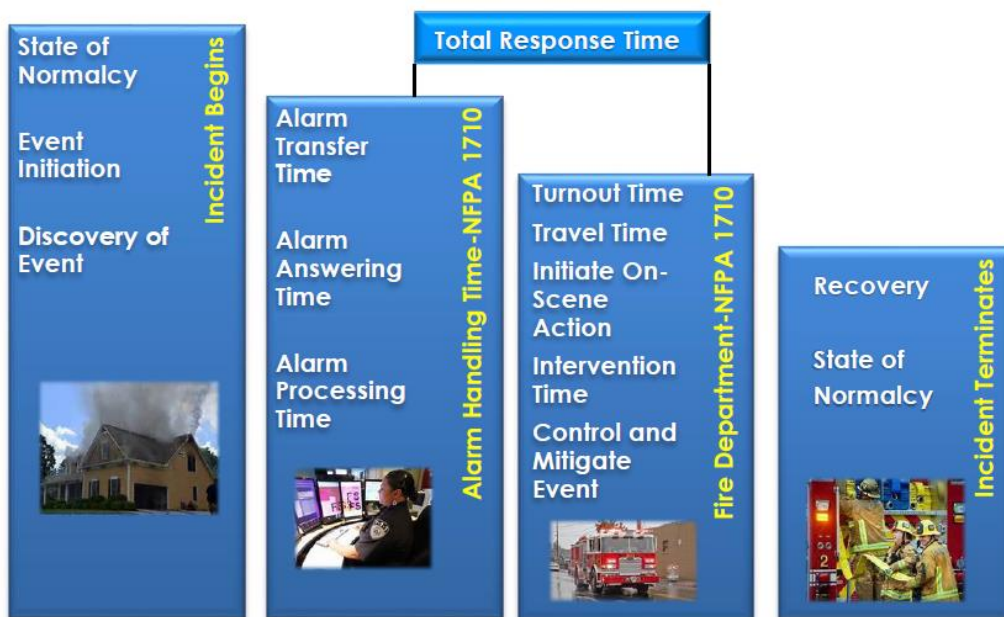 Total Response Time
State of
Normalcy
Event
Initiation
Discovery of
Event
Incident Begins
Alarm
Transfer
Time
Alarm
Answering
Time
Alarm
Processing
Time
Alarm Handling Time-NFPA 1710
Turnout Time
Travel Time
Initiate On-
Scene
Action
Intervention
Time
Control and
Mitigate
Event
Fire Department-NFPA 1710
Recovery
State of
Normalcy
Incident Terminates
2